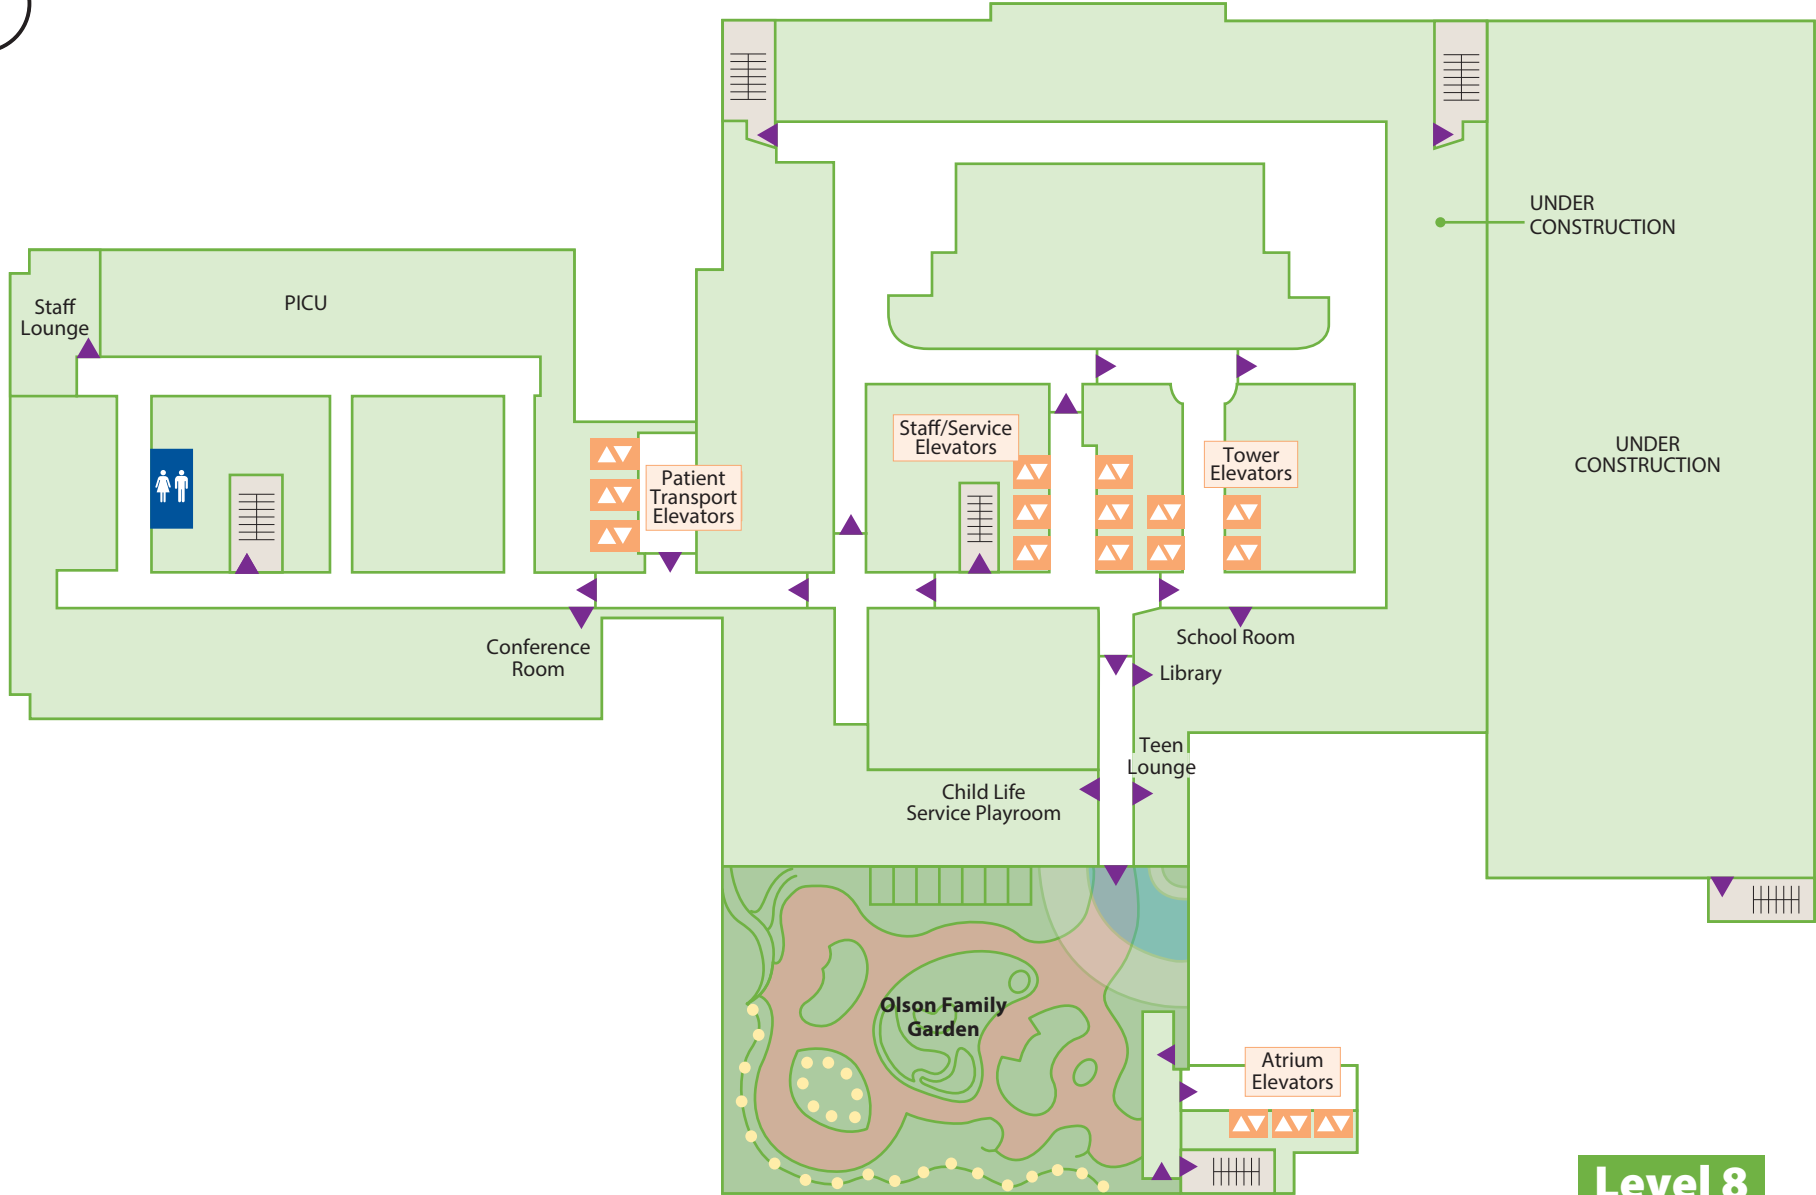 UNDER
CONSTRUCTION
Staff
Lounge
PICU
Staff/Service
Elevators
Tower
Elevators
UNDER
CONSTRUCTION
Patient
Transport
Elevators
Conference
Room
School Room
Library
Teen
Lounge
Child Life
Service Playroom
Olson Family
Garden
Atrium
Elevators
Level 8